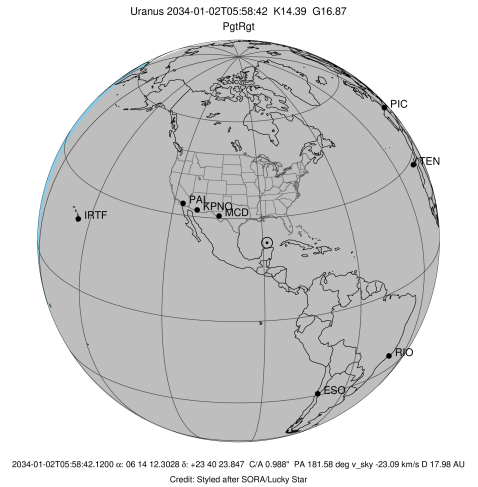 Uranus 2034-01-02T05:58:42 K14.39 G16.87
PgtRgt
PIC
TEN
PAL
KPNO
MCD
IRTF
RIO
ESO
2034-01-02T05:58:42.1200 α: 06 14 12.3028 δ: +23 40 23.847 C/A 0.988" PA 181.58 deg v_sky -23.09 km/s D 17.98 AU
Credit: Styled after SORA/Lucky Star